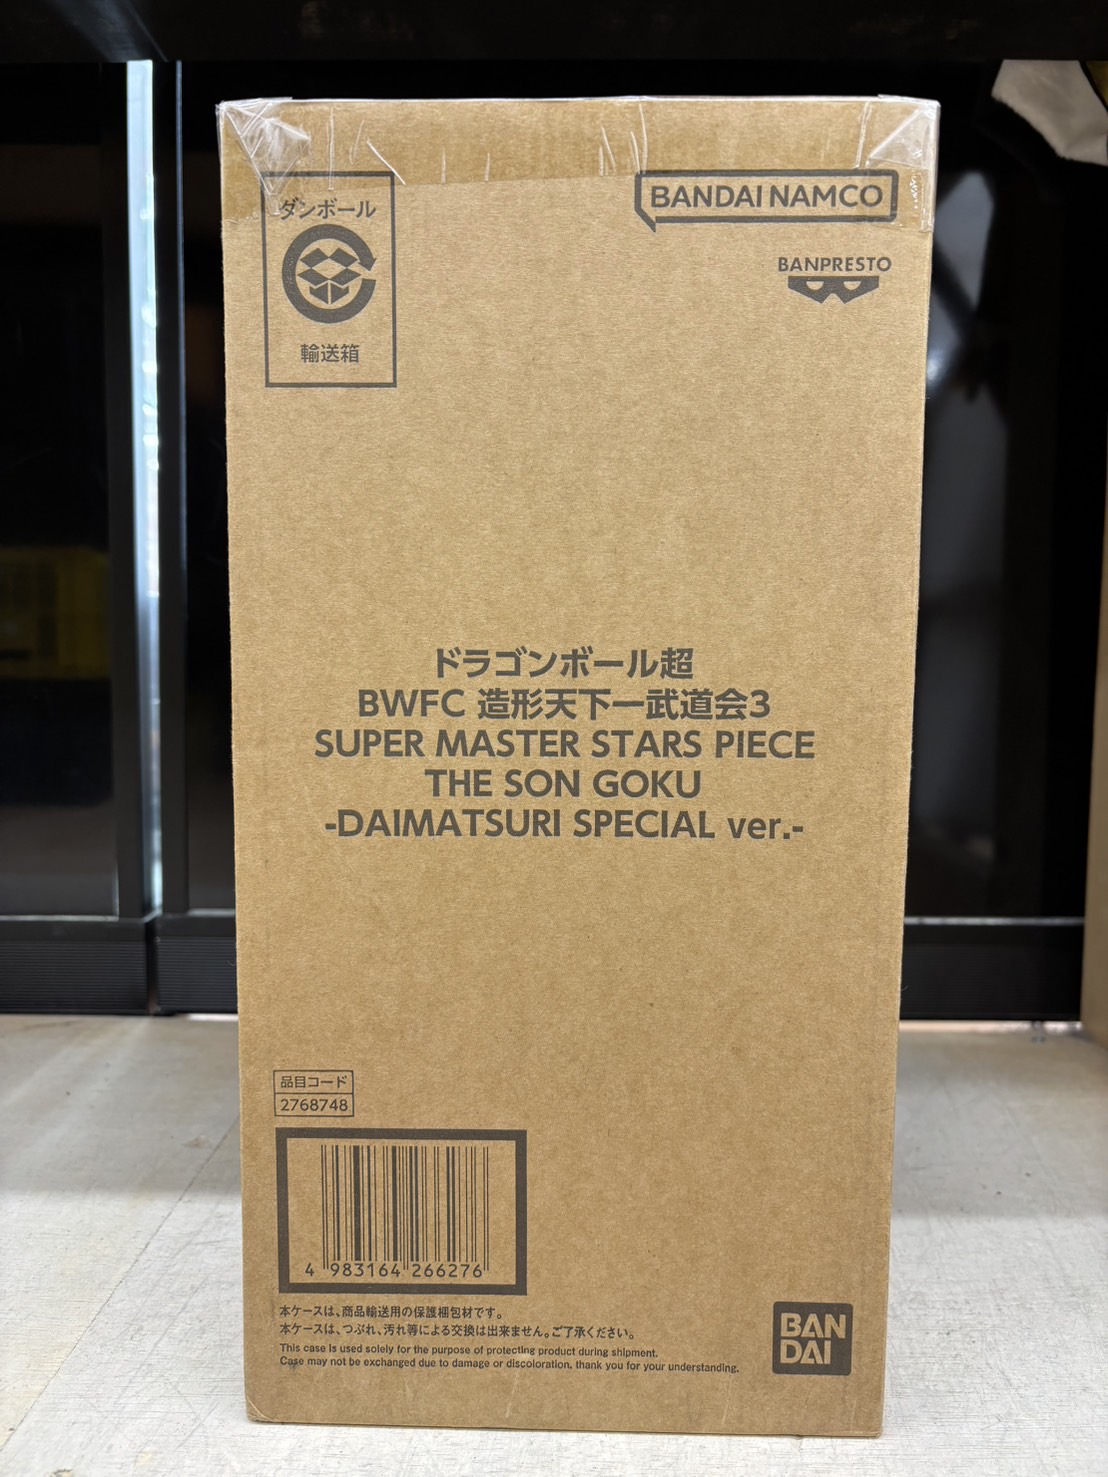 ダンボール
輸送箱
BANDAI NAMCO
BANPRESTO
ドラゴンボール超
BWFC 造形天下一武道会3
SUPER MASTER STARS PIECE
THE SON GOKU
-DAIMATSURI SPECIAL ver.-
品目コード
2768748
4 983164 266276
本ケースは、商品輸送用の保護梱包材です。
本ケースは、つぶれ、汚れ等による交換は出来ません。ご了承ください。
This case is used solely for the purpose of protecting product during shipment.
Case may not be exchanged due to damage or discoloration, thank you for your understanding.
BAN
DAI